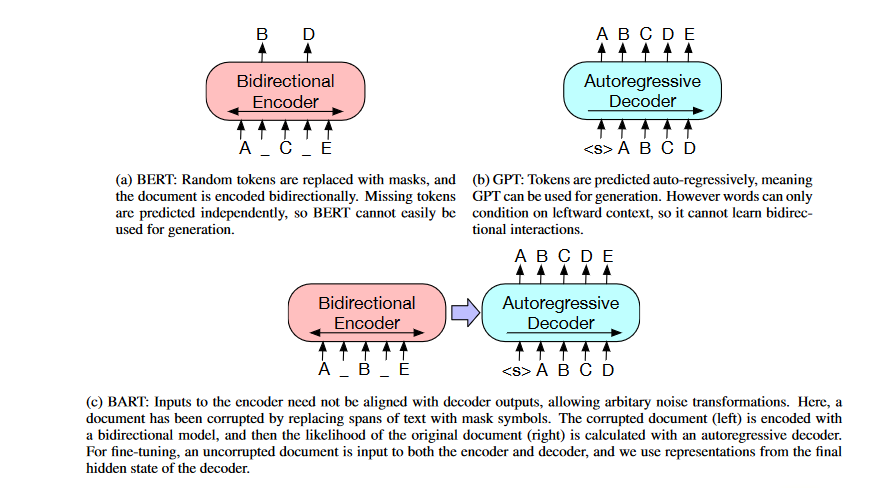 B D
Bidirectional
Encoder
A _ C _ E
(a) BERT: Random tokens are replaced with masks, and
the document is encoded bidirectionally. Missing tokens
are predicted independently, so BERT cannot easily be
used for generation.
A B C D E
Autoregressive
Decoder
<s> A B C D
(b) GPT: Tokens are predicted auto-regressively, meaning
GPT can be used for generation. However words can only
condition on leftward context, so it cannot learn bidirec-
tional interactions.
Bidirectional
Encoder
A _ B _ E
A B C D E
Autoregressive
Decoder
<s> A B C D
(c) BART: Inputs to the encoder need not be aligned with decoder outputs, allowing arbitary noise transformations. Here, a
document has been corrupted by replacing spans of text with mask symbols. The corrupted document (left) is encoded with
a bidirectional model, and then the likelihood of the original document (right) is calculated with an autoregressive decoder.
For fine-tuning, an uncorrupted document is input to both the encoder and decoder, and we use representations from the final
hidden state of the decoder.